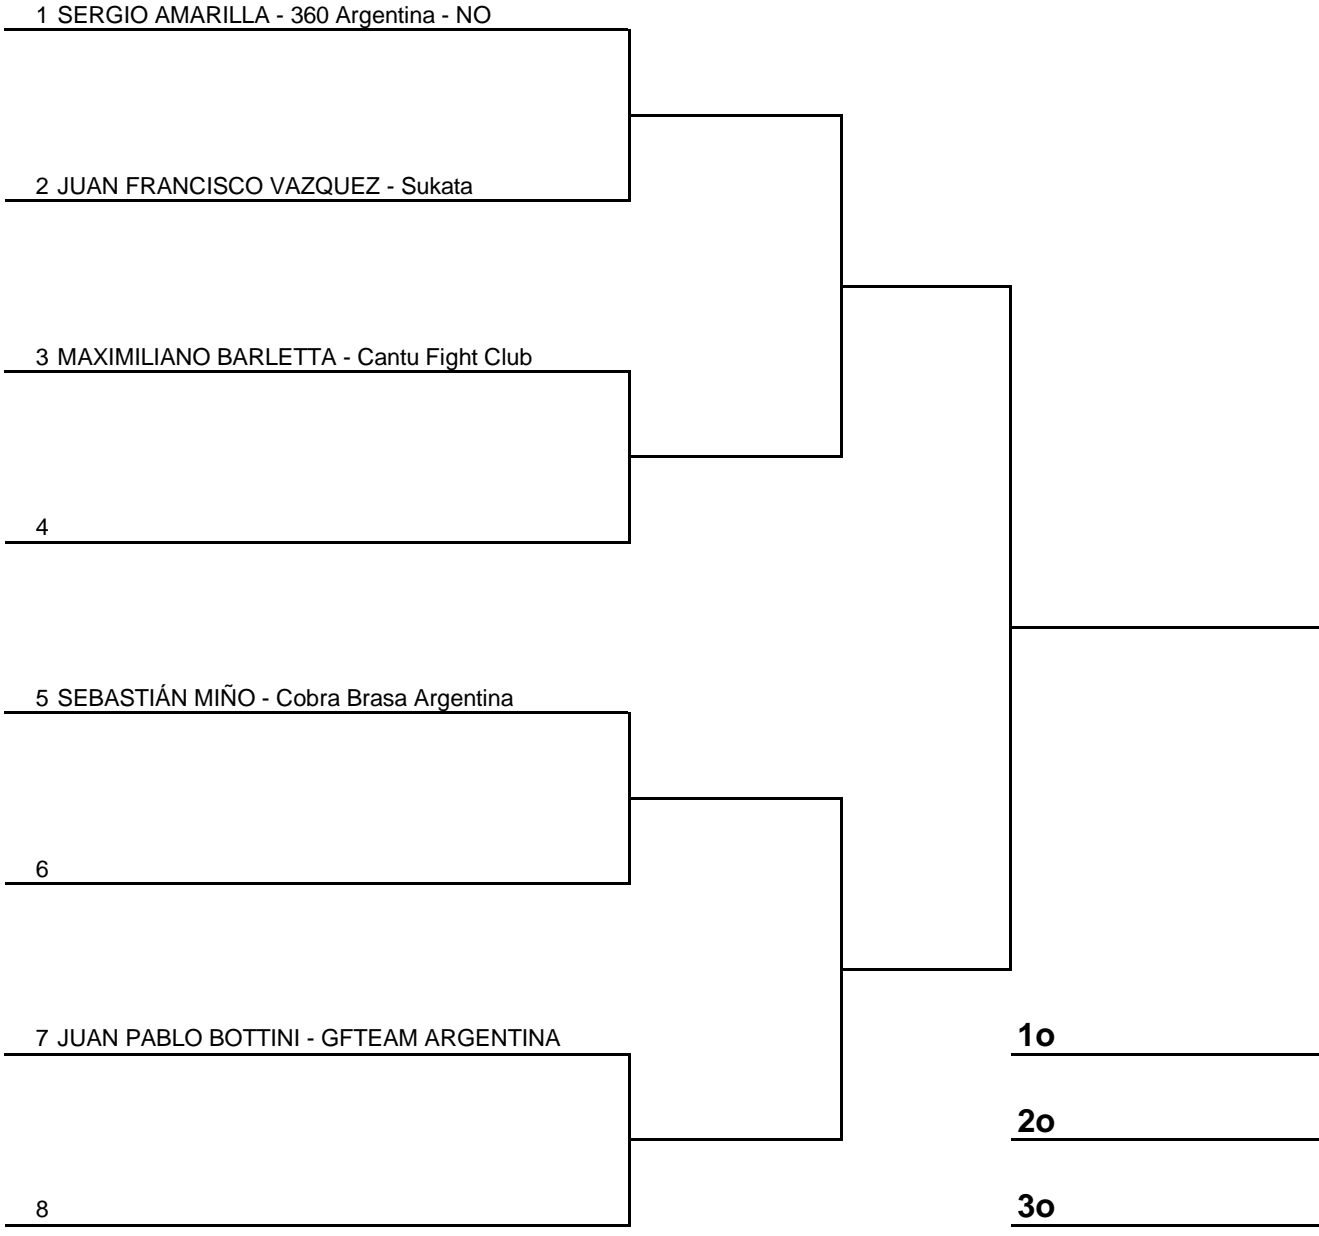 1 SERGIO AMARILLA - 360 Argentina - NO
2 JUAN FRANCISCO VAZQUEZ - Sukata
3 MAXIMILIANO BARLETTA - Cantu Fight Club
4
5 SEBASTIÁN MIÑO - Cobra Brasa Argentina
6
7 JUAN PABLO BOTTINI - GFTEAM ARGENTINA
8
1o
2o
3o